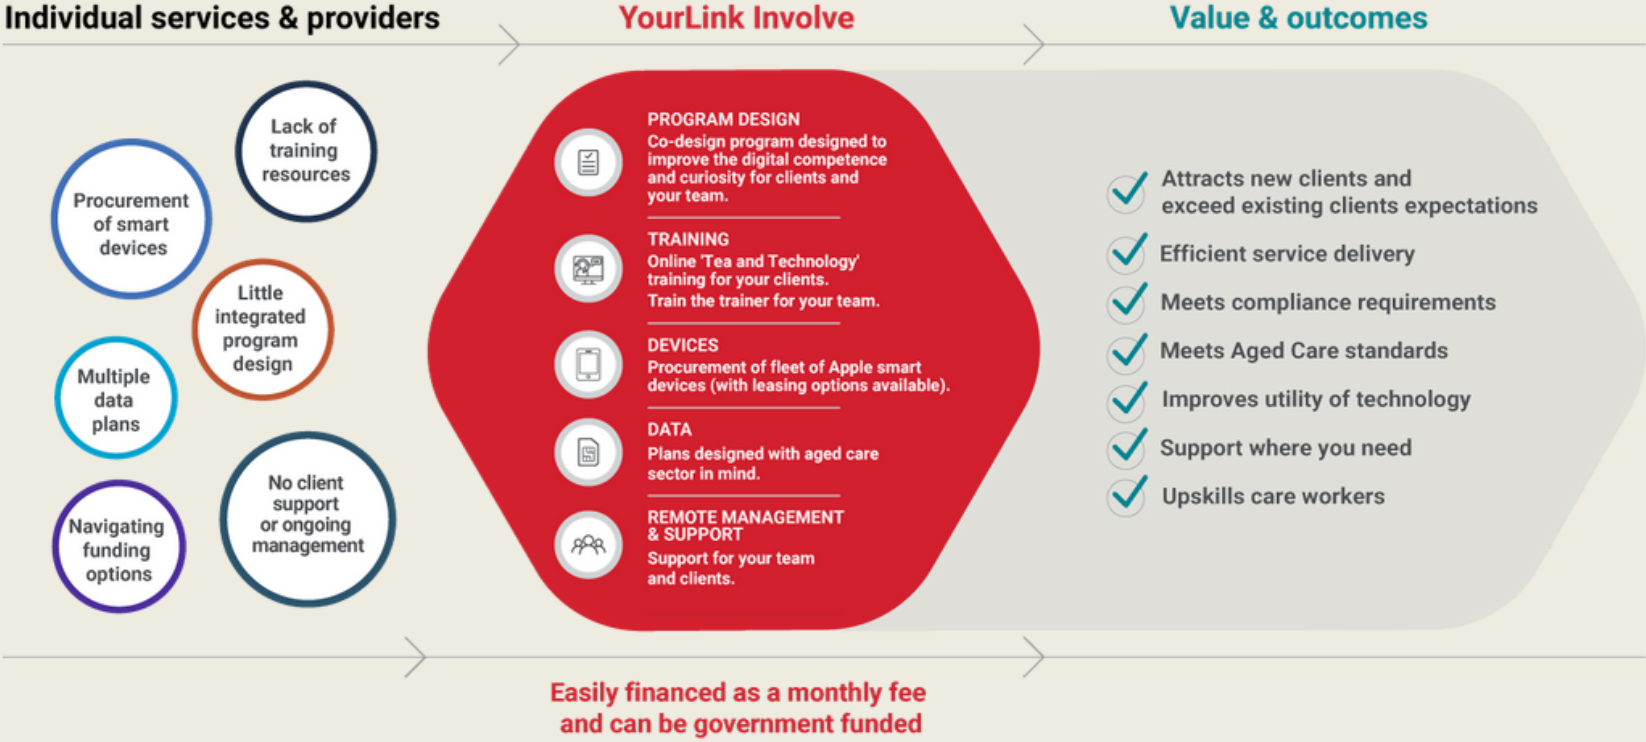 Individual services & providers
YourLink Involve
Value & outcomes
Lack of
training
resources
Procurement
of smart
devices
Little
integrated
program
design
Multiple
data
plans
No client
support
or ongoing
management
Navigating
funding
options
PROGRAM DESIGN
Co-design program designed to
improve the digital competence
and curiosity for clients and
your team.
TRAINING
Online 'Tea and Technology'
training for your clients.
Train the trainer for your team.
DEVICES
Procurement of fleet of Apple smart
devices (with leasing options available).
DATA
Plans designed with aged care
sector in mind.
REMOTE MANAGEMENT
& SUPPORT
Support for your team
and clients.
Attracts new clients and
exceed existing clients expectations
Efficient service delivery
Meets compliance requirements
Meets Aged Care standards
Improves utility of technology
Support where you need
Upskills care workers
Easily financed as a monthly fee
and can be government funded